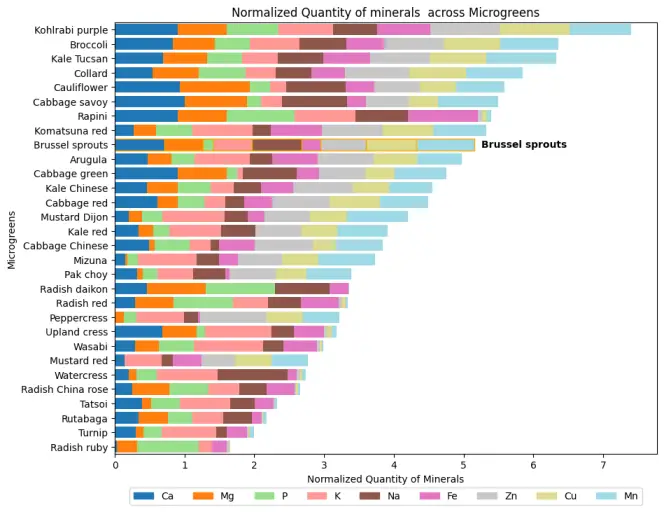 Normalized Quantity of minerals  across Microgreens
Kohlrabi purple
Broccoli
Kale Tucsan
Collard
Cauliflower
Cabbage savoy
Rapini
Komatsuna red
Brussel sprouts
Brussel sprouts
Arugula
Cabbage green
Kale Chinese
Cabbage red
Mustard Dijon
Kale red
Cabbage Chinese
Mizuna
Pak choy
Radish daikon
Radish red
Peppercress
Upland cress
Wasabi
Mustard red
Watercress
Radish China rose
Tatsoi
Rutabaga
Turnip
Radish ruby
Microgreens
0 1 2 3 4 5 6 7
Normalized Quantity of Minerals
Ca Mg P K Na Fe Zn Cu Mn